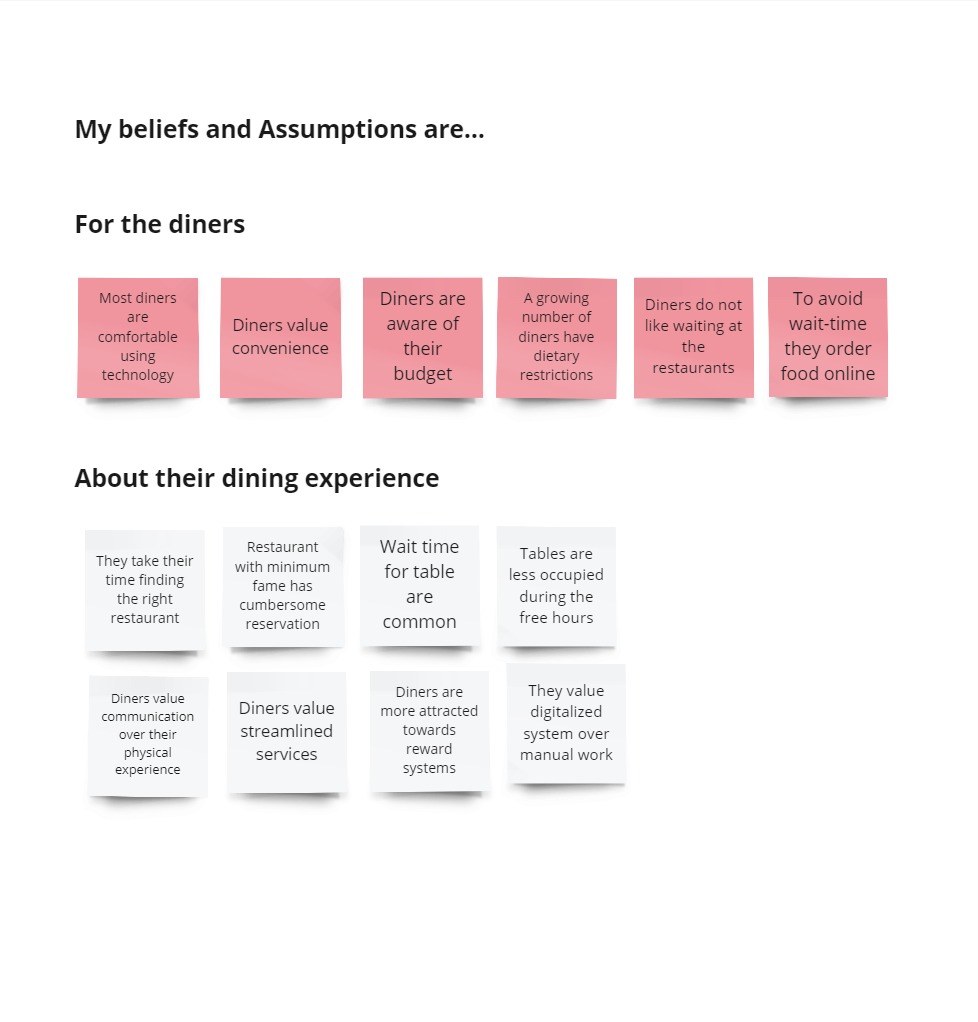 My beliefs and Assumptions are...
For the diners
Most diners
are
comfortable
using
technology
Diners value
convenience
Diners are
aware of
their
budget
A growing
number of
diners have
dietary
restrictions
Diners do not
like waiting at
the
restaurants
To avoid
wait-time
they order
food online
About their dining experience
They take their
time finding
the right
restaurant
Restaurant
with minimum
fame has
cumbersome
reservation
Wait time
for table
are
common
Tables are
less occupied
during the
free hours
Diners value
communication
over their
physical
experience
Diners value
streamlined
services
Diners are
more attracted
towards
reward
systems
They value
digitalized
system over
manual work